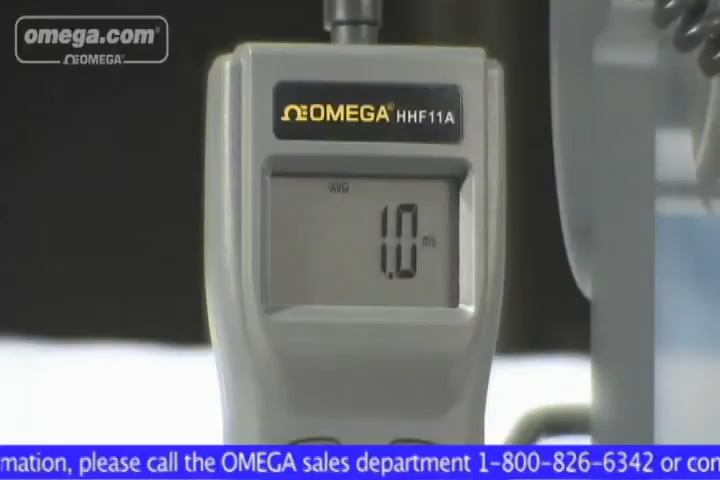 omega.com®
ΩOMEGA®
ΩOMEGA® HHF11A
AVG
1.0 m/s
mation, please call the OMEGA sales department 1-800-826-6342 or con